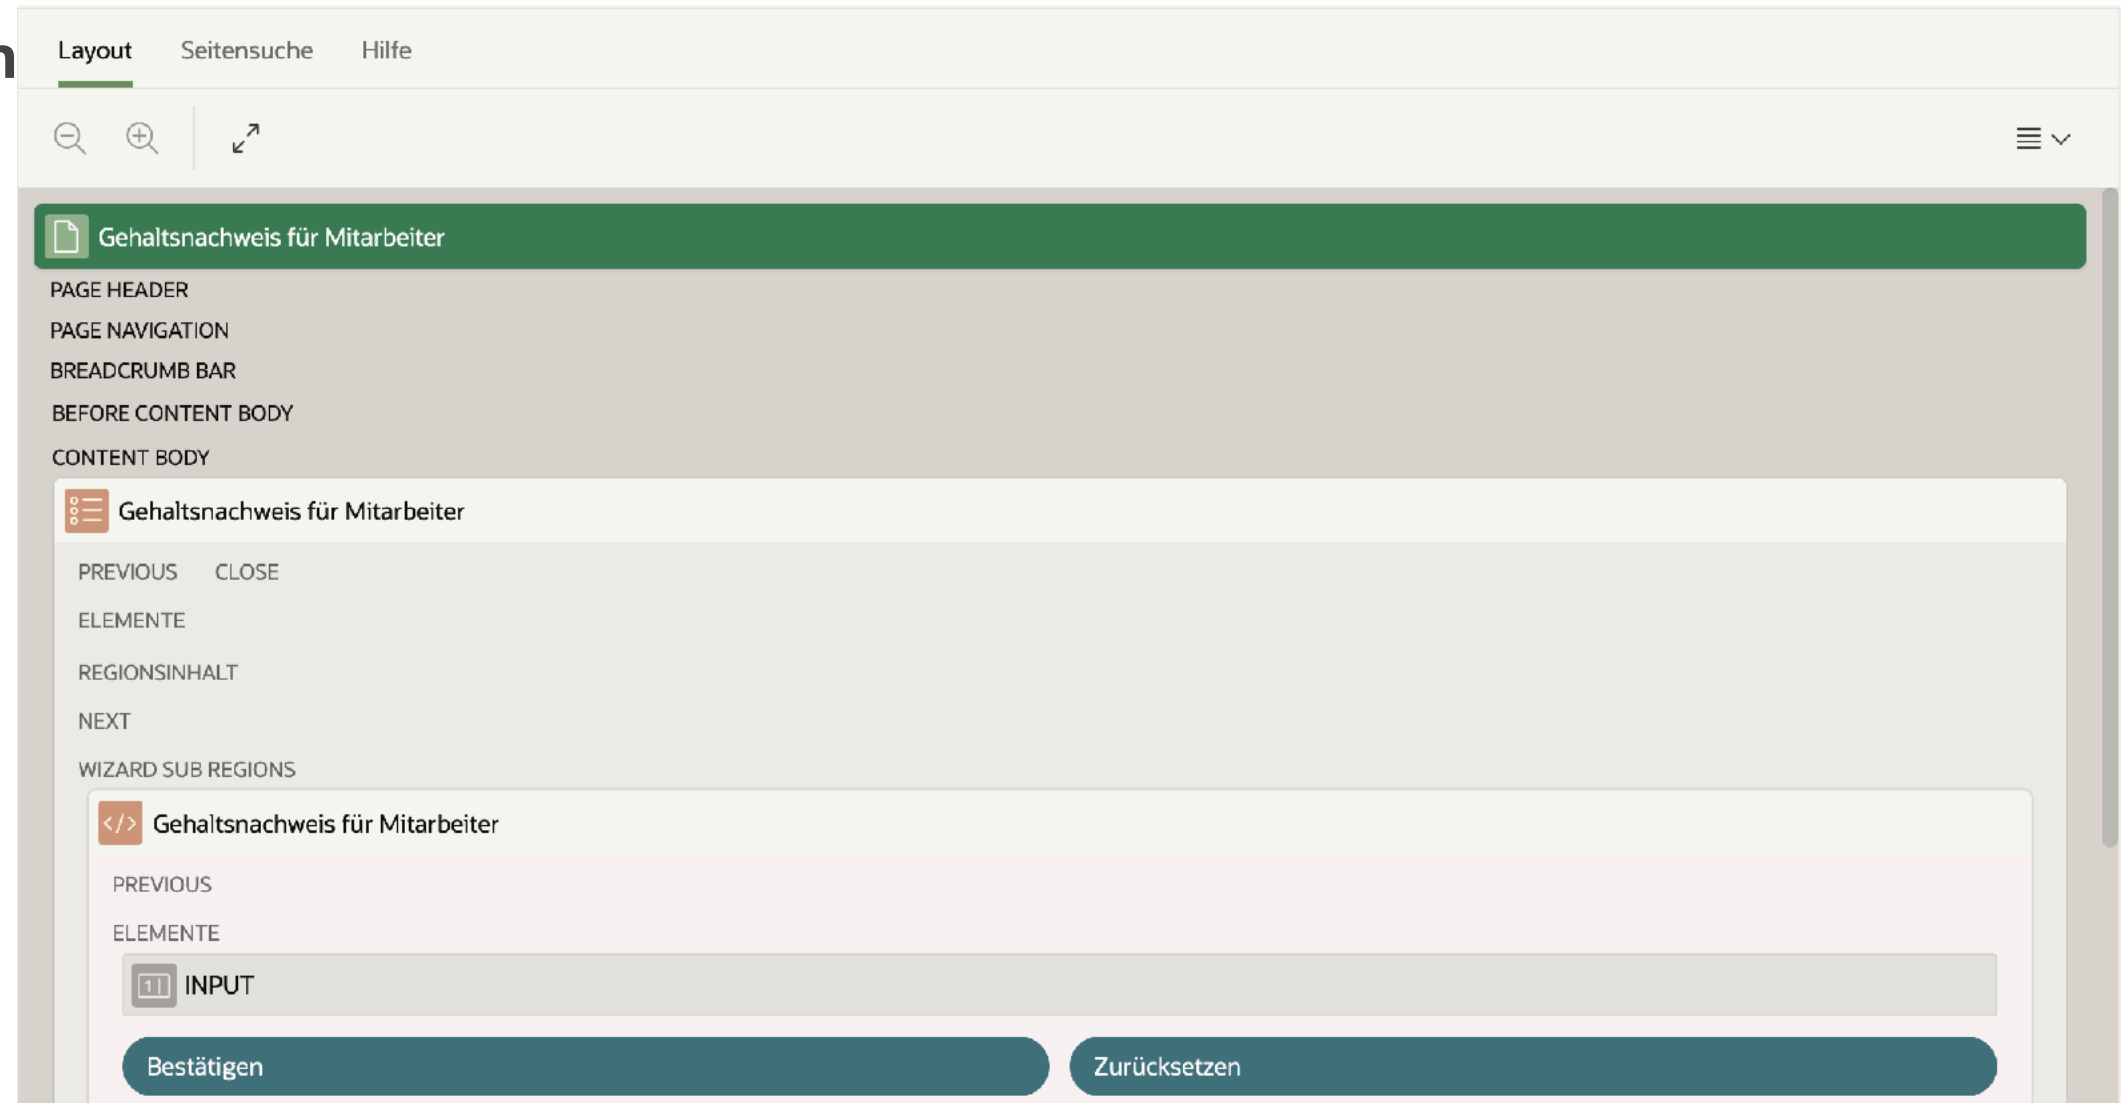 Layout Seitensuche Hilfe
Gehaltsnachweis für Mitarbeiter
PAGE HEADER
PAGE NAVIGATION
BREADCRUMB BAR
BEFORE CONTENT BODY
CONTENT BODY
Gehaltsnachweis für Mitarbeiter
PREVIOUS CLOSE
ELEMENTE
REGIONSINHALT
NEXT
WIZARD SUB REGIONS
</> Gehaltsnachweis für Mitarbeiter
PREVIOUS
ELEMENTE
INPUT
Bestätigen Zurücksetzen